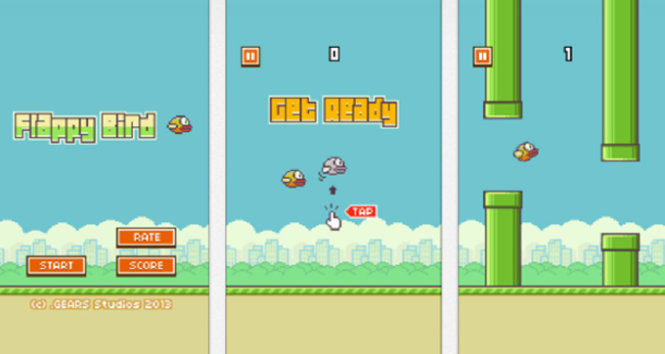 Flappy Bird
RATE
START
SCORE
(c) .GEARS Studios 2013
0
Get Ready
TAP
1